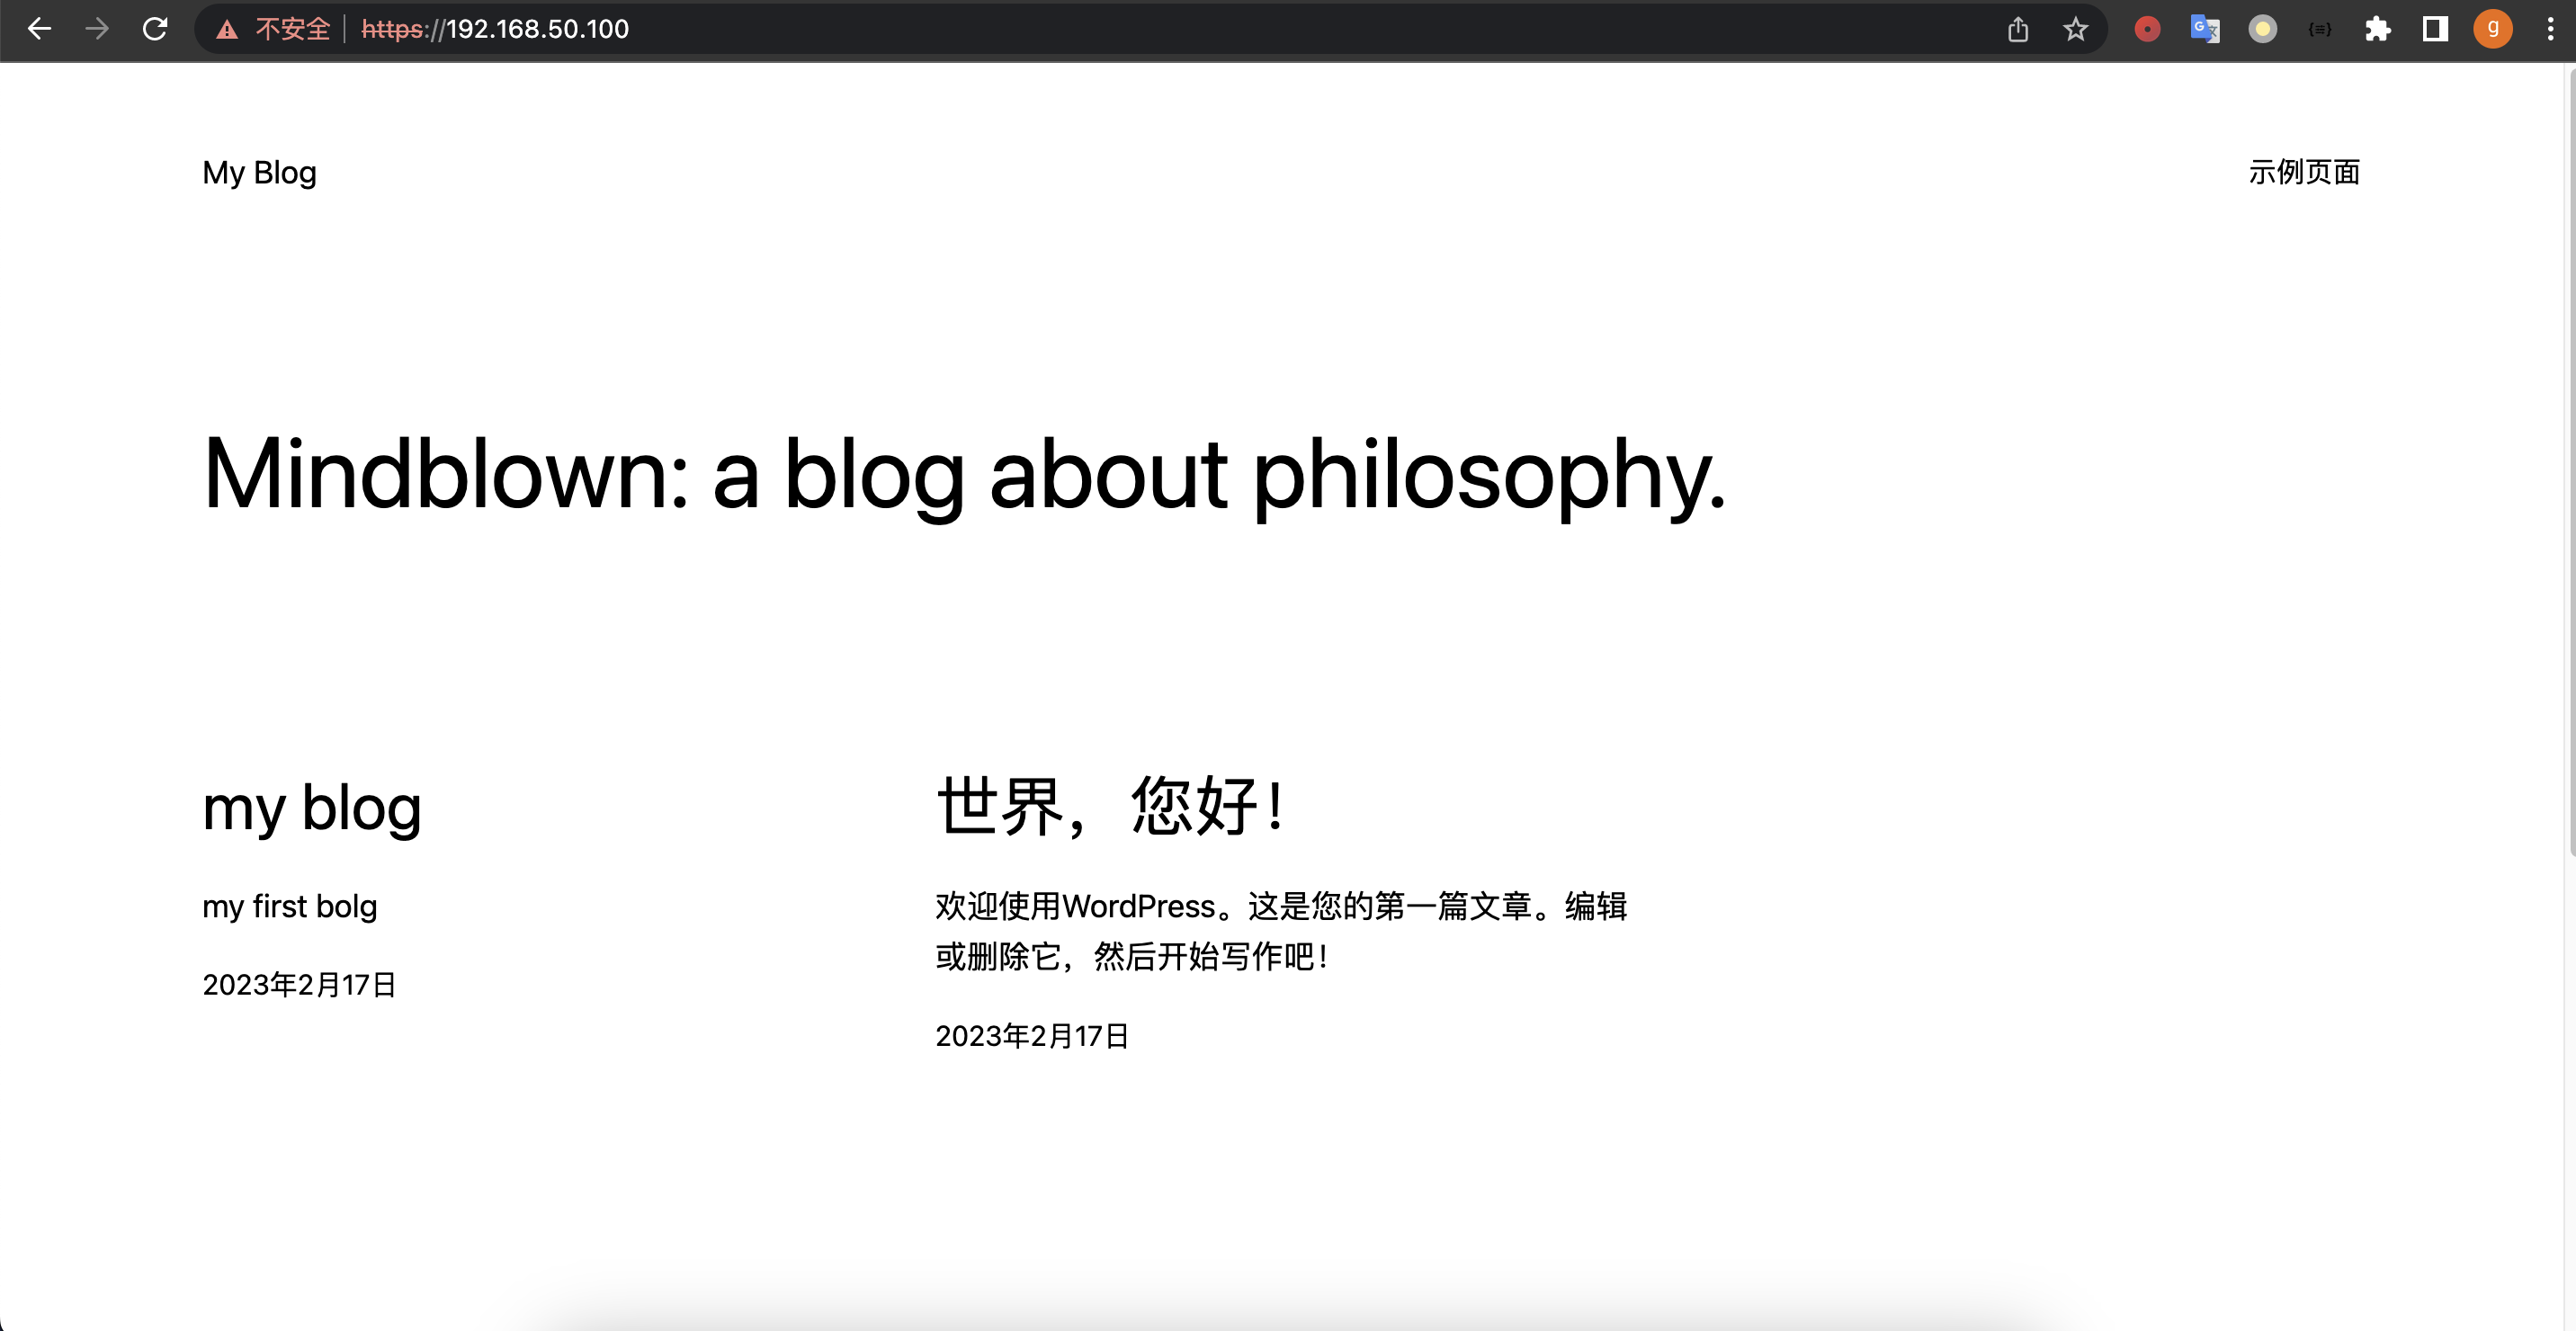 不安全 https://192.168.50.100
g
My Blog
示例页面
Mindblown: a blog about philosophy.
my blog
my first bolg
2023年2月17日
世界，您好！
欢迎使用WordPress。这是您的第一篇文章。编辑
或删除它，然后开始写作吧！
2023年2月17日